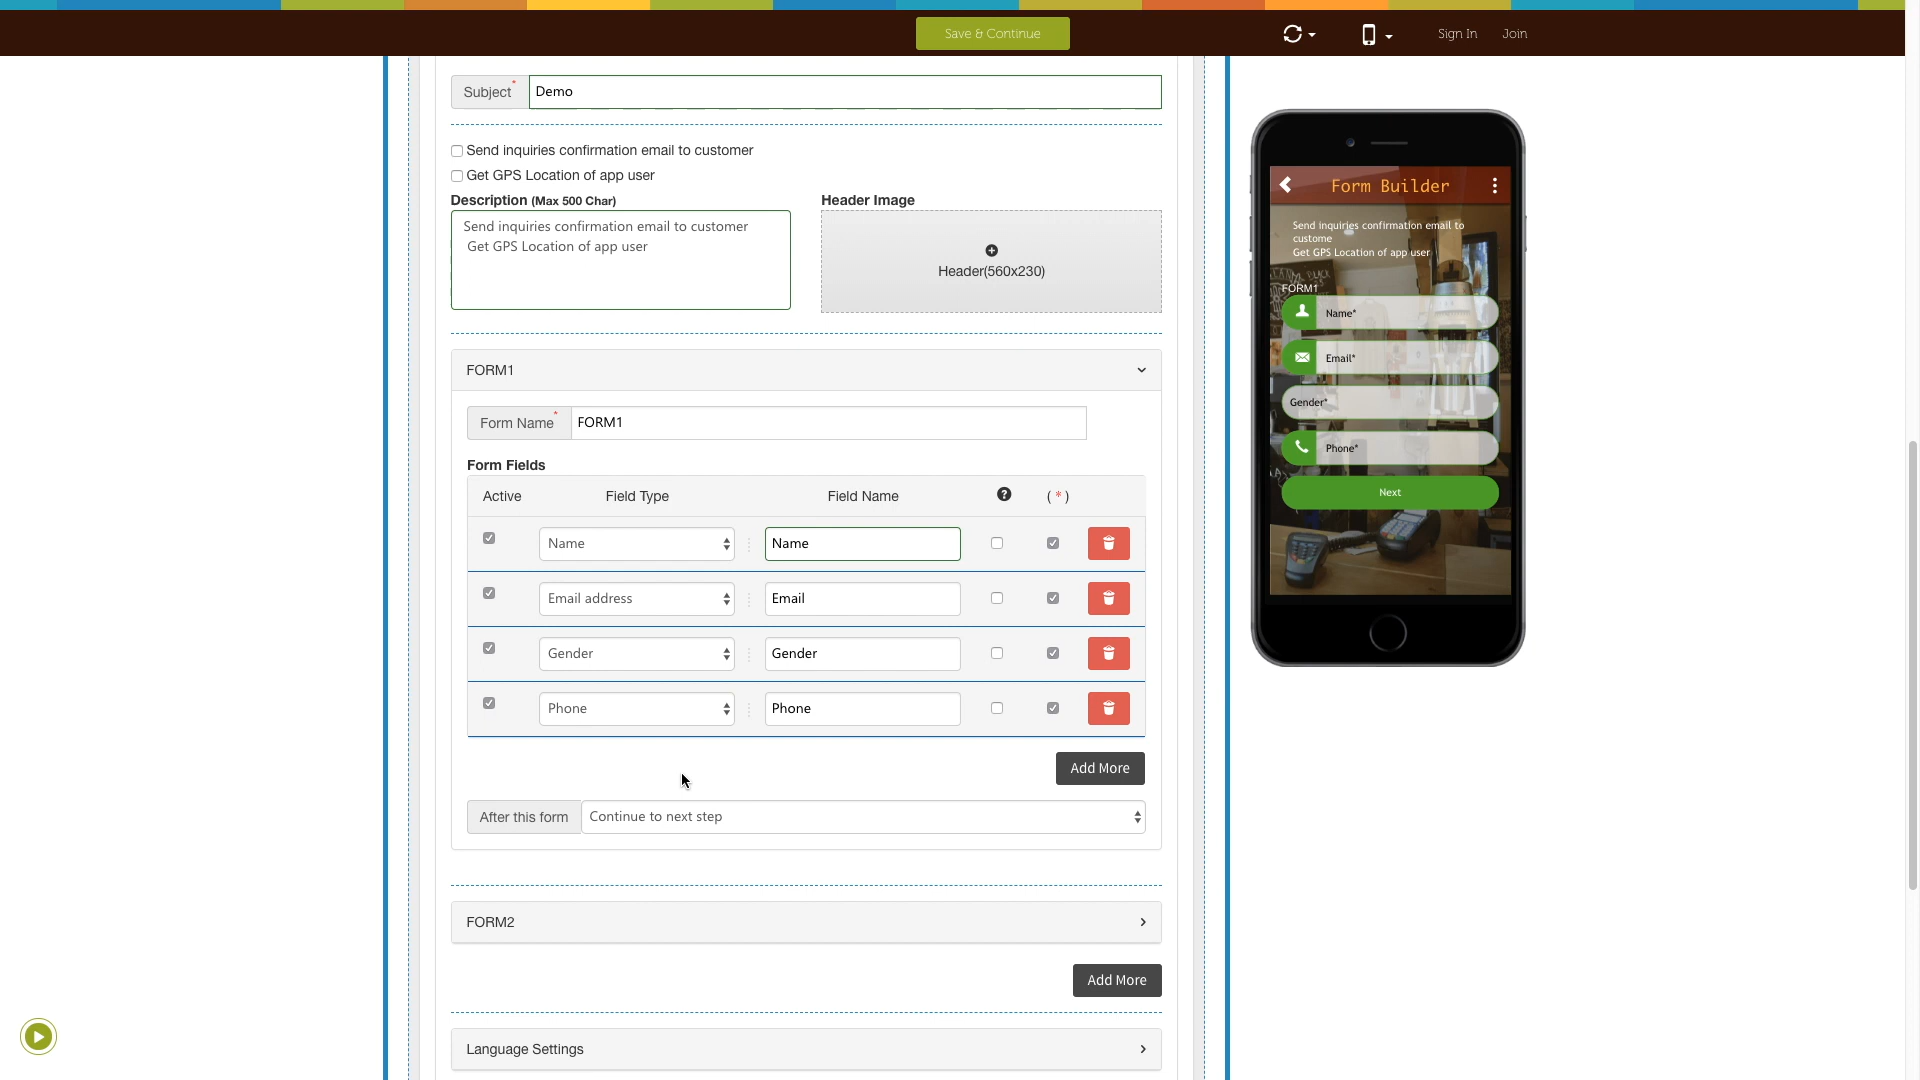 Save & Continue
Sign In
Join
Subject*
Demo
Send inquiries confirmation email to customer
Get GPS Location of app user
Description (Max 500 Char)
Send inquiries confirmation email to customer
Get GPS Location of app user
Header Image
Header(560x230)
FORM1
Form Name*
FORM1
Form Fields
Active
Field Type
Field Name
?
( * )
Name
Name
Email address
Email
Gender
Gender
Phone
Phone
Add More
After this form
Continue to next step
FORM2
Add More
Language Settings
Form Builder
Send inquiries confirmation email to
custome
Get GPS Location of app user
FORM1
Name*
Email*
Gender*
Phone*
Next